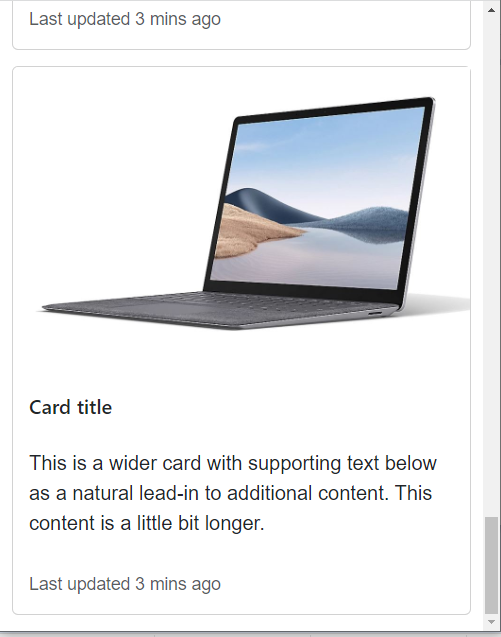 Last updated 3 mins ago
Card title
This is a wider card with supporting text below
as a natural lead-in to additional content. This
content is a little bit longer.
Last updated 3 mins ago